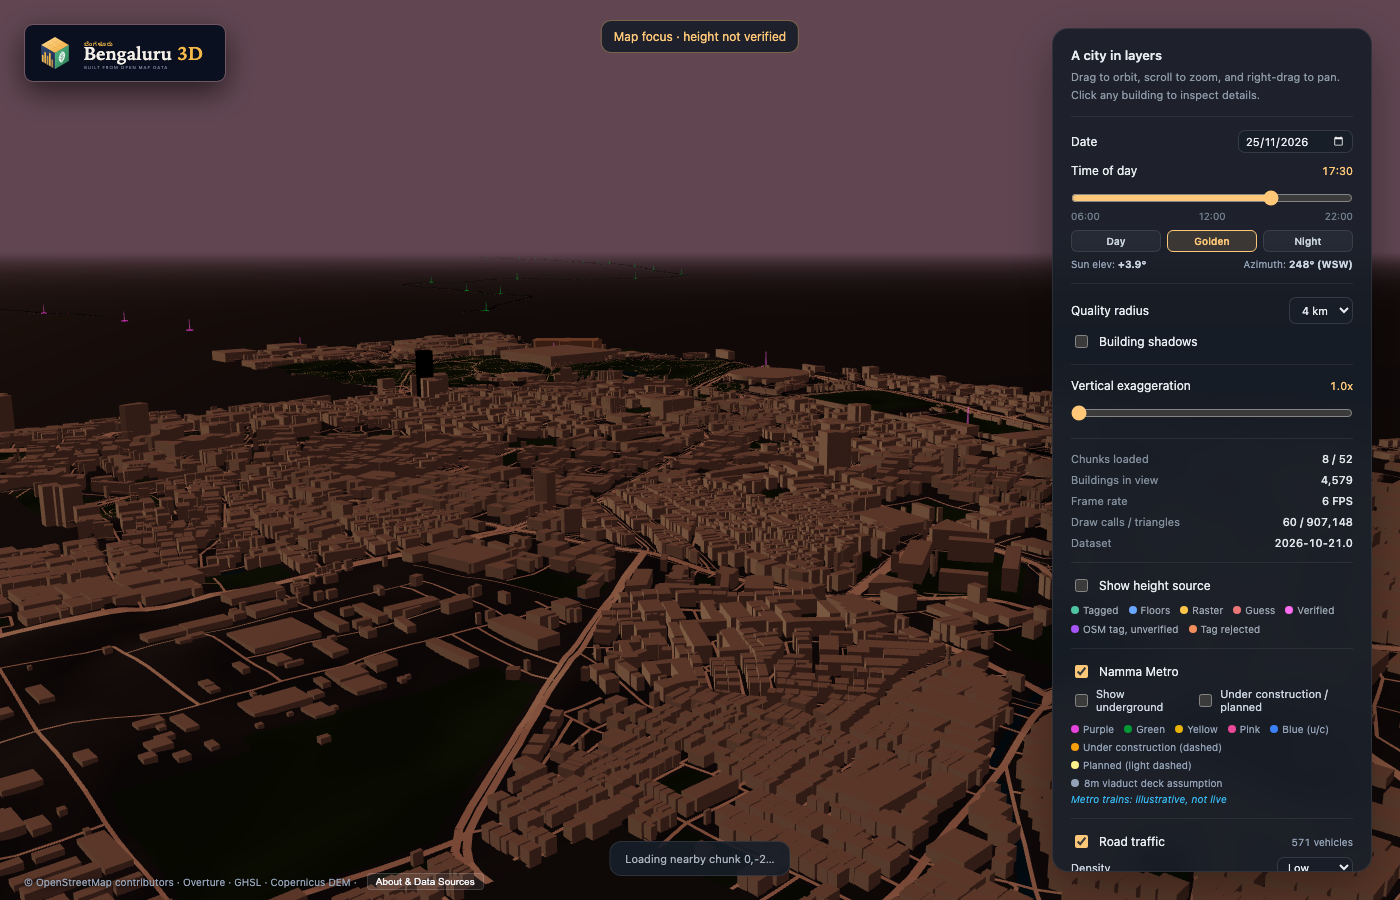 ಬೆಂಗಳೂರು
Bengaluru 3D
BUILT FROM OPEN MAP DATA
Map focus · height not verified
A city in layers
Drag to orbit, scroll to zoom, and right-drag to pan.
Click any building to inspect details.
Date 25/11/2026
Time of day 17:30
06:00 12:00 22:00
Day Golden Night
Sun elev: +3.9° Azimuth: 248° (WSW)
Quality radius 4 km
Building shadows
Vertical exaggeration 1.0x
Chunks loaded 8 / 52
Buildings in view 4,579
Frame rate 6 FPS
Draw calls / triangles 60 / 907,148
Dataset 2026-10-21.0
Show height source
Tagged Floors Raster Guess Verified
OSM tag, unverified Tag rejected
Namma Metro
Show underground
Under construction / planned
Purple Green Yellow Pink Blue (u/c)
Under construction (dashed)
Planned (light dashed)
8m viaduct deck assumption
Metro trains: illustrative, not live
Road traffic 571 vehicles
Density Low
Loading nearby chunk 0,-2...
© OpenStreetMap contributors · Overture · GHSL · Copernicus DEM · About & Data Sources